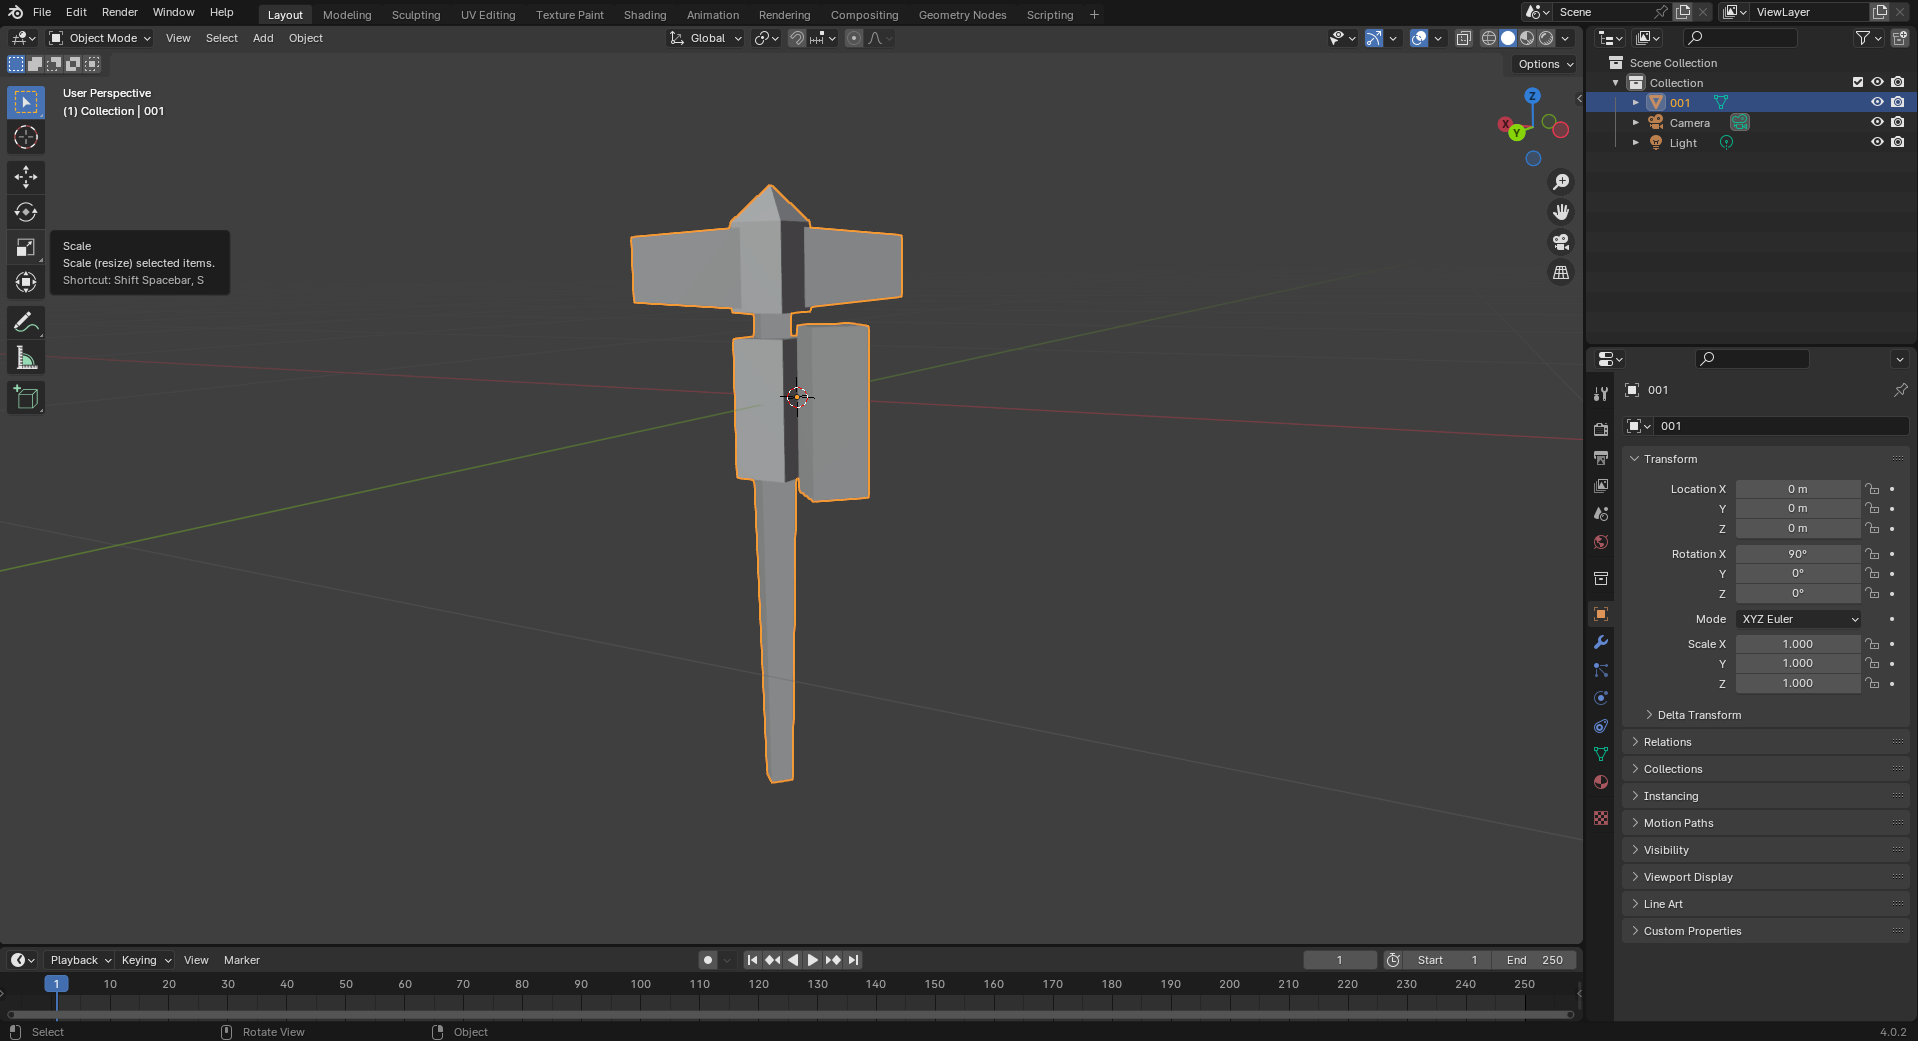 File Edit Render Window Help Layout Modeling Sculpting UV Editing Texture Paint Shading Animation Rendering Compositing Geometry Nodes Scripting + Scene ViewLayer
Object Mode View Select Add Object Global
Options
User Perspective
(1) Collection | 001
Z
X
Y
Scale
Scale (resize) selected items.
Shortcut: Shift Spacebar, S
Scene Collection
Collection
001
Camera
Light
001
001
Transform
Location X 0 m
Y 0 m
Z 0 m
Rotation X 90°
Y 0°
Z 0°
Mode XYZ Euler
Scale X 1.000
Y 1.000
Z 1.000
Delta Transform
Relations
Collections
Instancing
Motion Paths
Visibility
Viewport Display
Line Art
Custom Properties
Playback Keying View Marker 1 Start 1 End 250
1 10 20 30 40 50 60 70 80 90 100 110 120 130 140 150 160 170 180 190 200 210 220 230 240 250
Select Rotate View Object 4.0.2